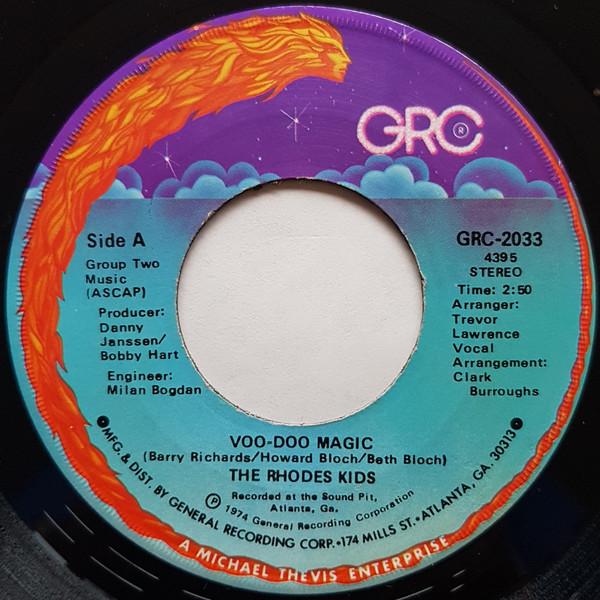 GRC®
Side A
Group Two
Music
(ASCAP)
Producer:
Danny
Janssen/
Bobby Hart
Engineer:
Milan Bogdan
GRC-2033
4395
STEREO
Time: 2:50
Arranger:
Trevor
Lawrence
Vocal
Arrangement:
Clark
Burroughs
VOO-DOO MAGIC
(Barry Richards/Howard Bloch/Beth Bloch)
THE RHODES KIDS
Recorded at the Sound Pit,
Atlanta, Ga.
℗ 1974 General Recording Corporation
MFG. & DIST. BY GENERAL RECORDING CORP. • 174 MILLS ST. • ATLANTA, GA. 30313
A MICHAEL THEVIS ENTERPRISE